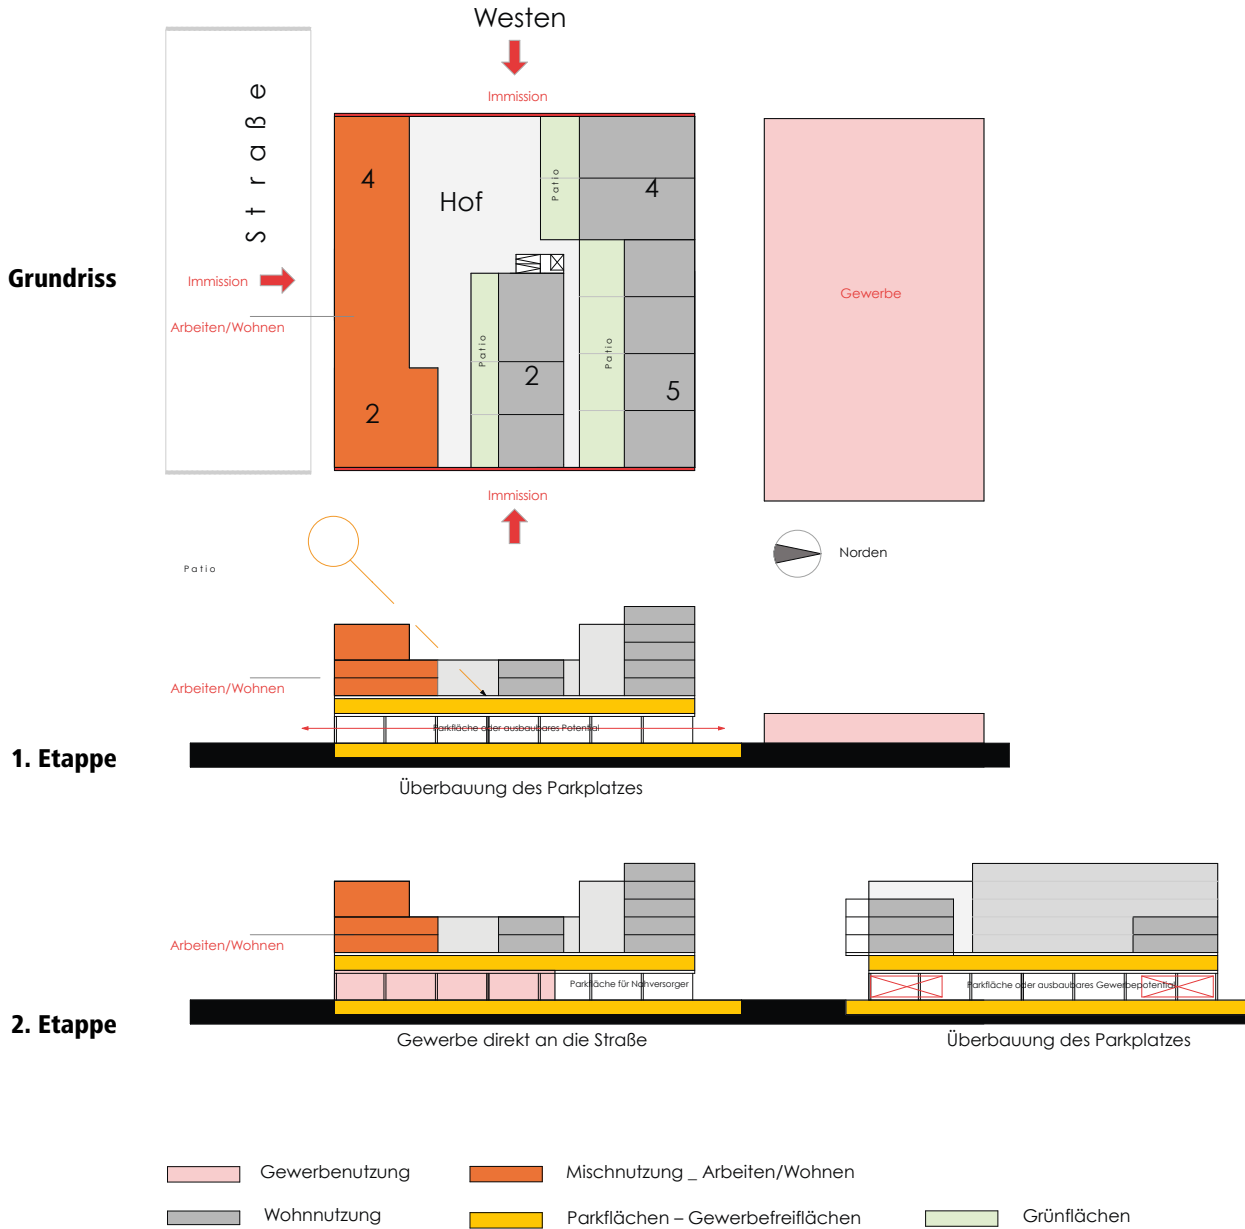 Westen
Immission
Straße
4
Hof
Patio
4
Grundriss
Immission
Gewerbe
Arbeiten/Wohnen
Patio
2
Patio
5
2
Immission
Norden
Patio
Arbeiten/Wohnen
Parkfläche oder ausbaubares Potential
1. Etappe
Überbauung des Parkplatzes
Arbeiten/Wohnen
Parkfläche für Nahversorger
Parkfläche oder ausbaubares Gewerbepotential
2. Etappe
Gewerbe direkt an die Straße
Überbauung des Parkplatzes
Gewerbenutzung
Mischnutzung _ Arbeiten/Wohnen
Wohnnutzung
Parkflächen – Gewerbefreiflächen
Grünflächen